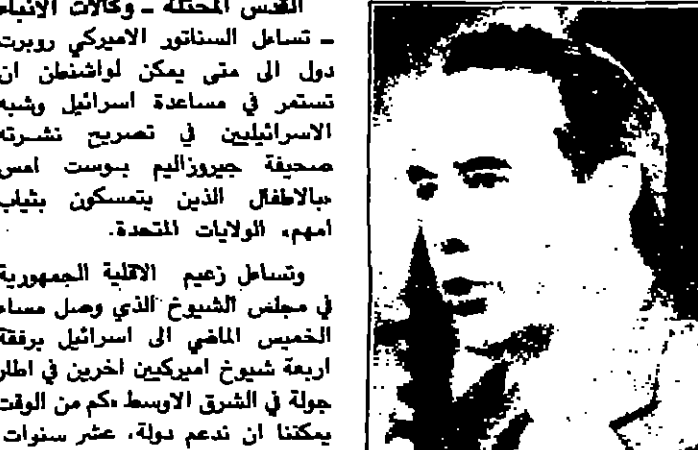 القدس المحتلة ـ وكالات الانباء
ـ تساءل السناتور الاميركي روبرت
دول الى متى يمكن لواشنطن ان
تستمر في مساعدة اسرائيل وشبه
الاسرائيليين في تصريح نشرته
صحيفة جيروزاليم بوست امس
«بالاطفال الذين يتمسكون بثياب
امهم» الولايات المتحدة.
وتساءل زعيم الاقلية الجمهورية
في مجلس الشيوخ الذي وصل مساء
الخميس الماضي الى اسرائيل برفقة
اربعة شيوخ اميركيين اخرين في اطار
جولة في الشرق الاوسط «كم من الوقت
يمكننا ان ندعم دولة، عشر سنوات